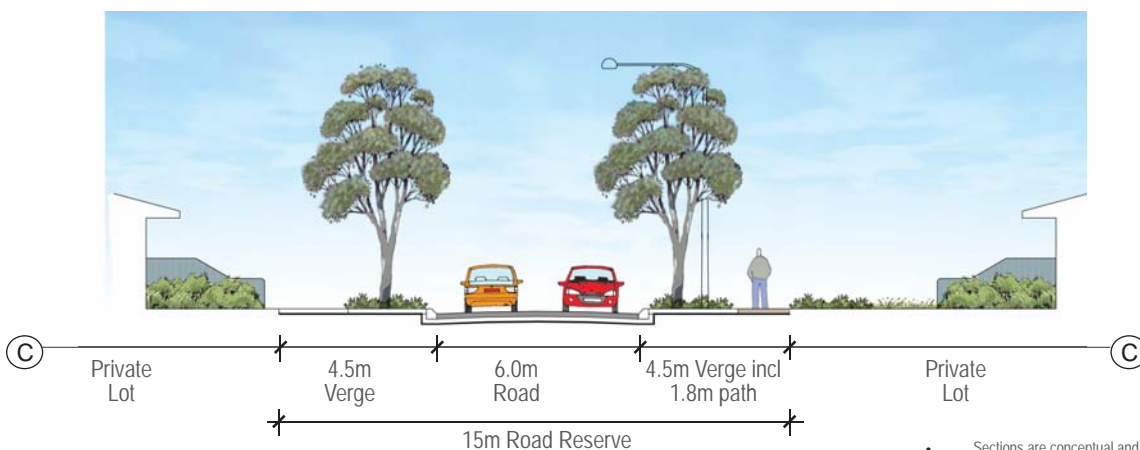 C
C
Private
Lot
4.5m
Verge
6.0m
Road
4.5m Verge incl
1.8m path
Private
Lot
15m Road Reserve
• Sections are conceptual and